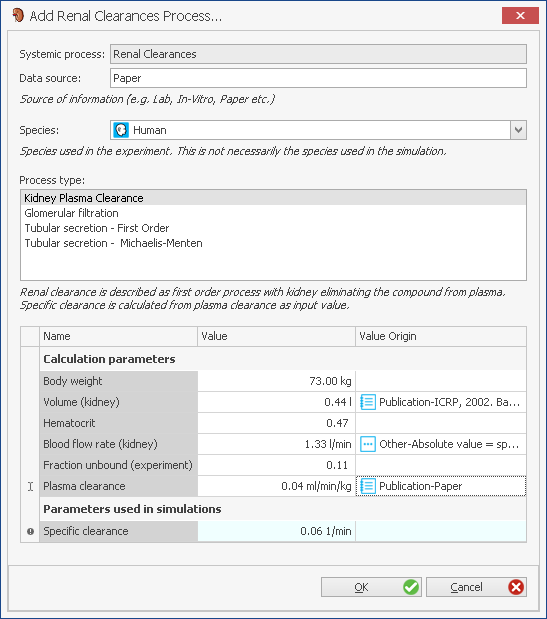 Add Renal Clearances Process...
Systemic process: Renal Clearances
Data source: Paper
Source of information (e.g. Lab, In-Vitro, Paper etc.)
Species: Human
Species used in the experiment. This is not necessarily the species used in the simulation.
Process type:
Kidney Plasma Clearance
Glomerular filtration
Tubular secretion - First Order
Tubular secretion - Michaelis-Menten
Renal clearance is described as first order process with kidney eliminating the compound from plasma.
Specific clearance is calculated from plasma clearance as input value.
Name Value Value Origin
Calculation parameters
Body weight 73.00 kg
Volume (kidney) 0.44 l Publication-ICRP, 2002. Ba...
Hematocrit 0.47
Blood flow rate (kidney) 1.33 l/min Other-Absolute value = sp...
Fraction unbound (experiment) 0.11
Plasma clearance 0.04 ml/min/kg Publication-Paper
Parameters used in simulations
Specific clearance 0.06 1/min
OK Cancel